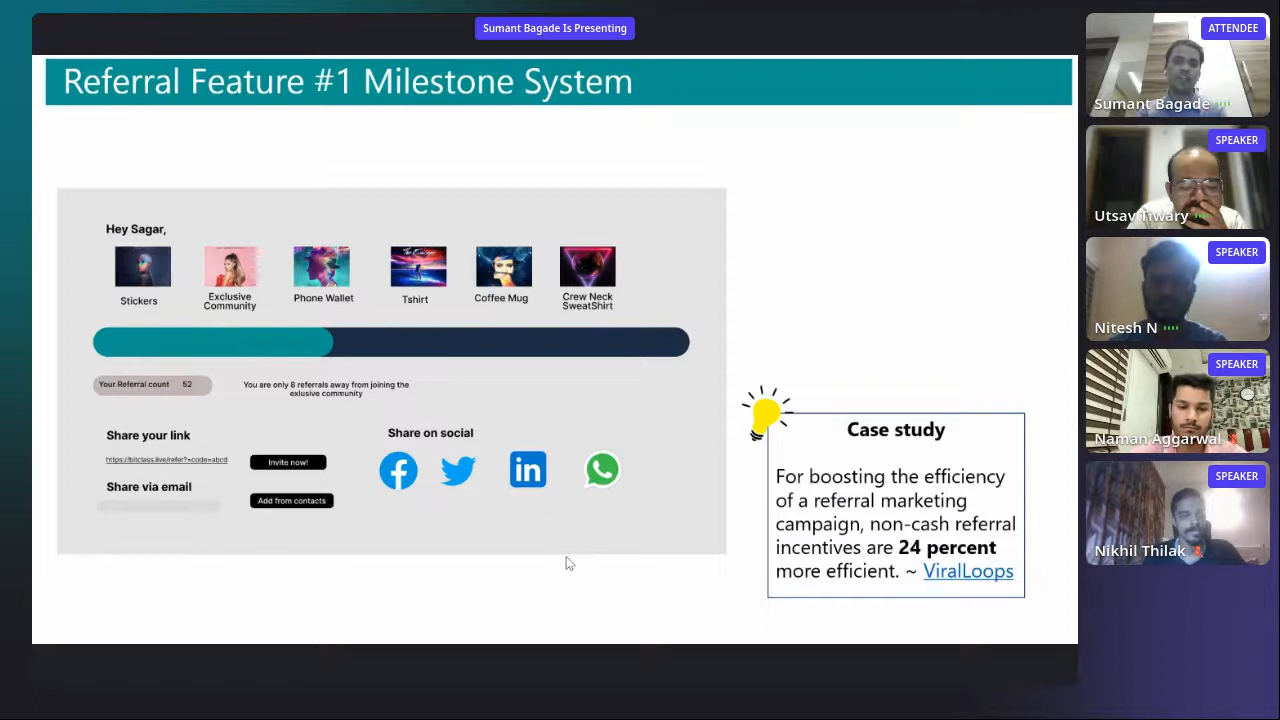 Sumant Bagade Is Presenting
Referral Feature #1 Milestone System
Hey Sagar,
Stickers
Exclusive
Community
Phone Wallet
Tshirt
Coffee Mug
Crew Neck
SweatShirt
Your Referral count 52
You are only 8 referrals away from joining the
exlusive community
Share your link
https://bitclass.live/refer?=code=abcd
Invite now!
Share via email
Add from contacts
Share on social
Case study
For boosting the efficiency
of a referral marketing
campaign, non-cash referral
incentives are 24 percent
more efficient. ~ ViralLoops
ATTENDEE
Sumant Bagade
SPEAKER
Utsav Tiwary
SPEAKER
Nitesh N
SPEAKER
Naman Aggarwal
SPEAKER
Nikhil Thilak